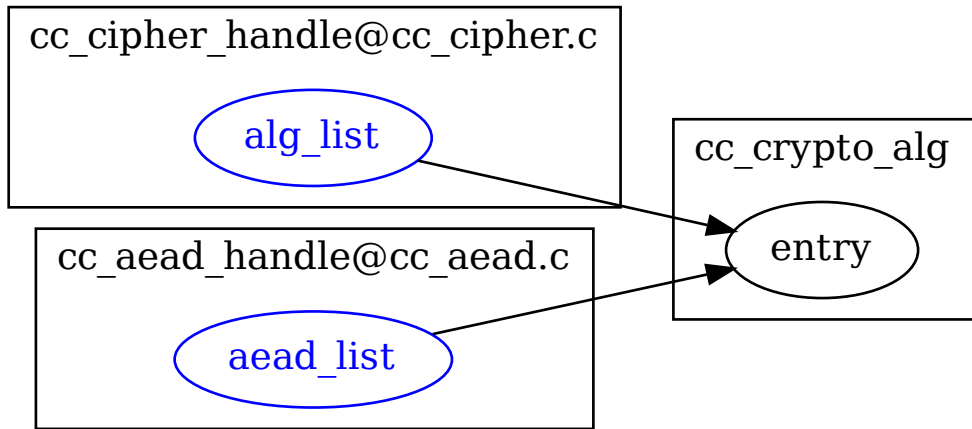 cc_cipher_handle@cc_cipher.c
alg_list
cc_crypto_alg
entry
cc_aead_handle@cc_aead.c
aead_list